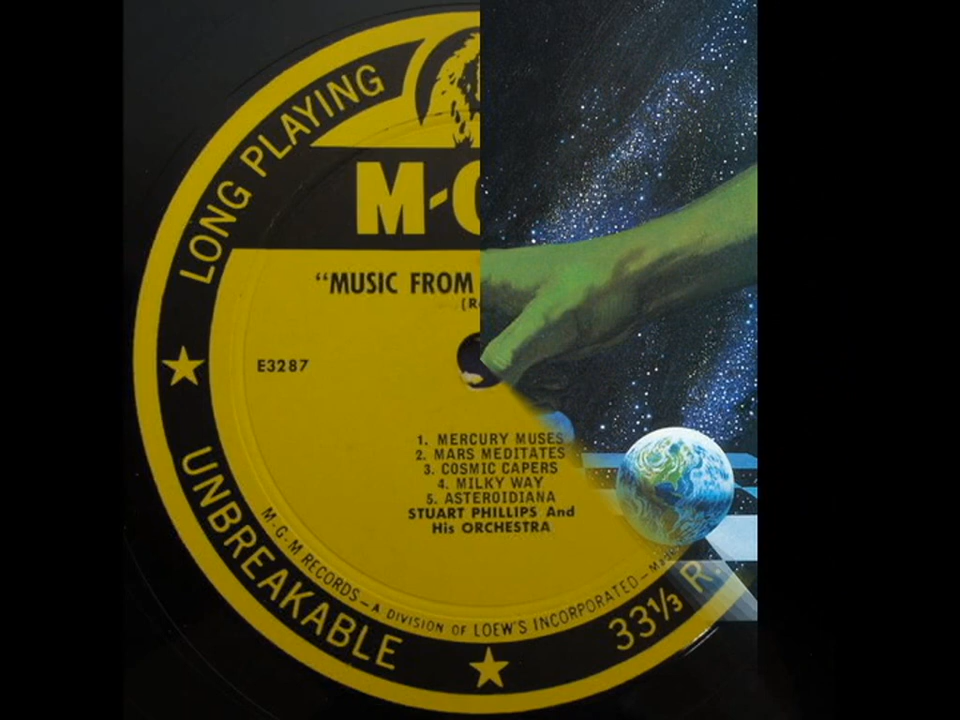 LONG PLAYING
M-G
"MUSIC FROM
E3287
1. MERCURY MUSES
2. MARS MEDITATES
3. COSMIC CAPERS
4. MILKY WAY
5. ASTEROIDIANA
STUART PHILLIPS And
His ORCHESTRA
M-G-M RECORDS – A DIVISION OF LOEW'S INCORPORATED –
UNBREAKABLE
33⅓ R.